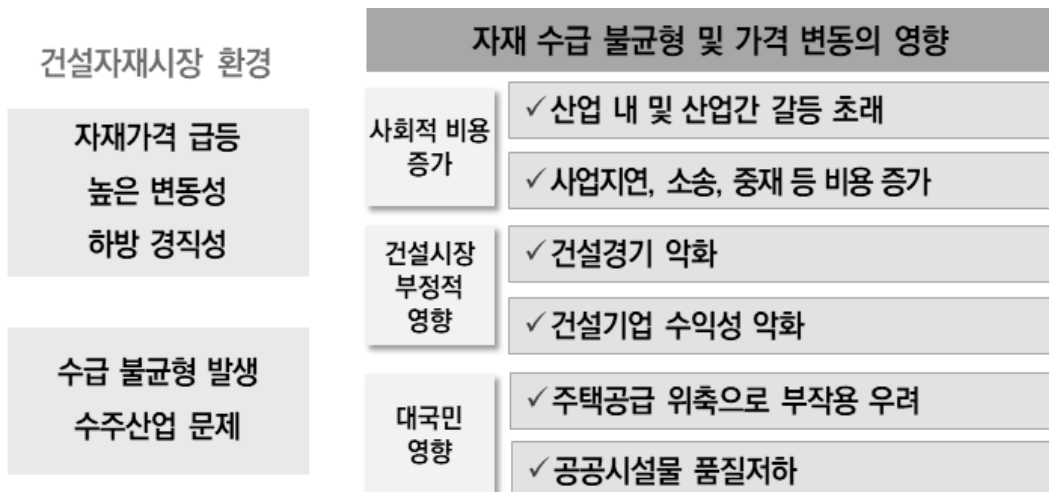 건설자재시장 환경
자재가격 급등
높은 변동성
하방 경직성
수급 불균형 발생
수주산업 문제
자재 수급 불균형 및 가격 변동의 영향
사회적 비용
증가
✓산업 내 및 산업간 갈등 초래
✓사업지연, 소송, 중재 등 비용 증가
건설시장
부정적
영향
✓건설경기 악화
✓건설기업 수익성 악화
대국민
영향
✓주택공급 위축으로 부작용 우려
✓공공시설물 품질저하